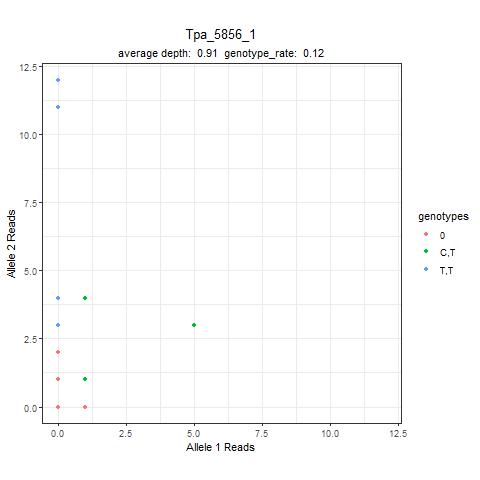 Tpa_5856_1
average depth: 0.91 genotype_rate: 0.12
12.5
10.0
7.5
5.0
2.5
0.0
Allele 2 Reads
0.0 2.5 5.0 7.5 10.0 12.5
Allele 1 Reads
genotypes
0
C,T
T,T